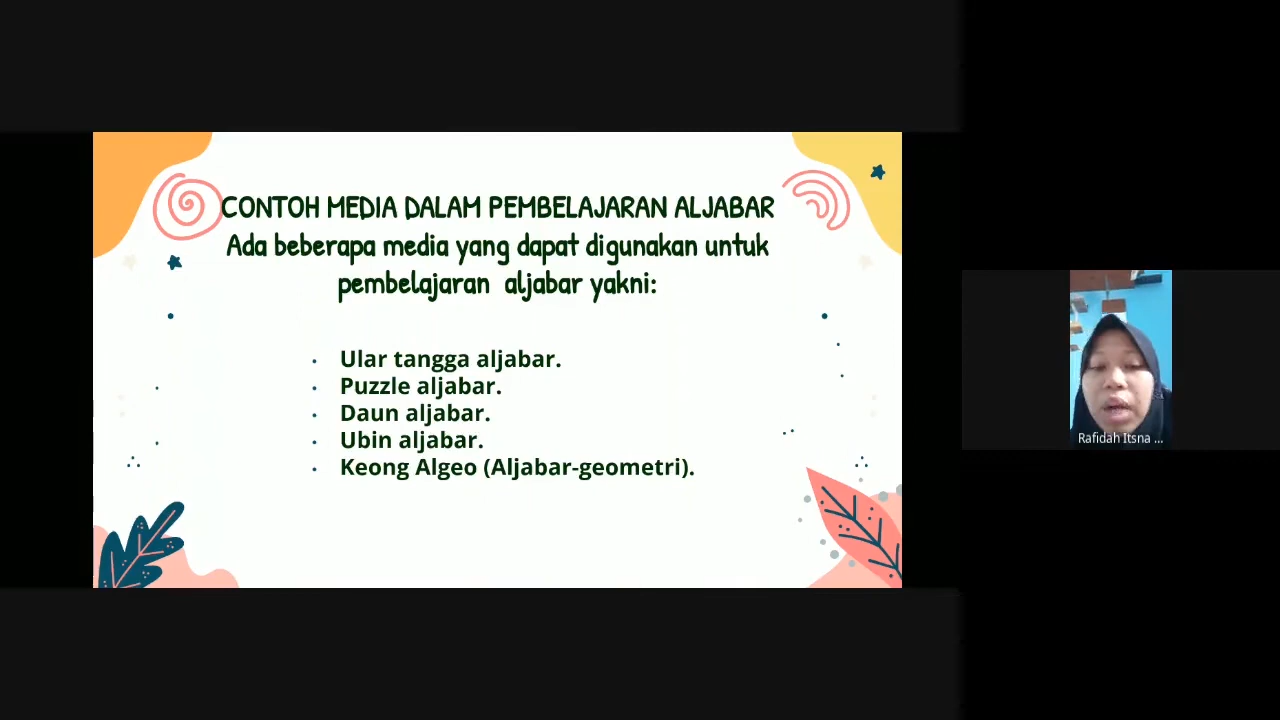 CONTOH MEDIA DALAM PEMBELAJARAN ALJABAR
Ada beberapa media yang dapat digunakan untuk
pembelajaran aljabar yakni:
• Ular tangga aljabar.
• Puzzle aljabar.
• Daun aljabar.
• Ubin aljabar.
• Keong Algeo (Aljabar-geometri).
Rafidah Itsna ...